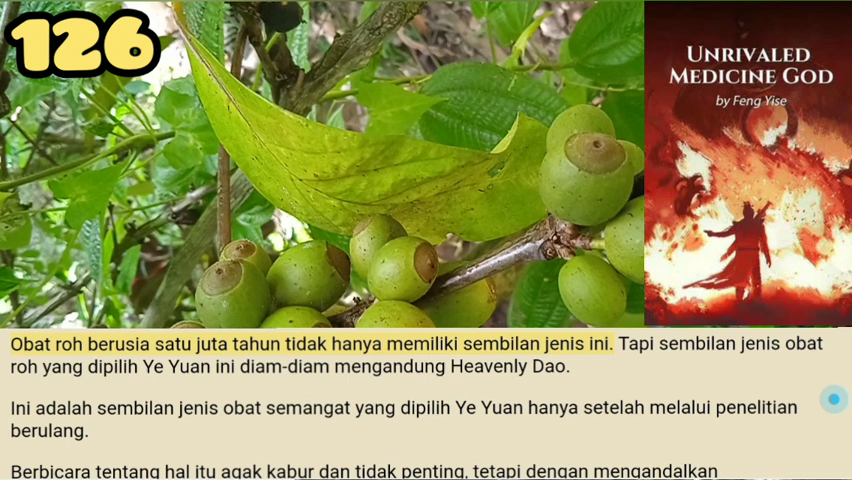 126
UNRIVALED
MEDICINE GOD
by Feng Yise
Obat roh berusia satu juta tahun tidak hanya memiliki sembilan jenis ini. Tapi sembilan jenis obat
roh yang dipilih Ye Yuan ini diam-diam mengandung Heavenly Dao.
Ini adalah sembilan jenis obat semangat yang dipilih Ye Yuan hanya setelah melalui penelitian
berulang.
Berbicara tentang hal itu agak kabur dan tidak penting, tetapi dengan mengandalkan